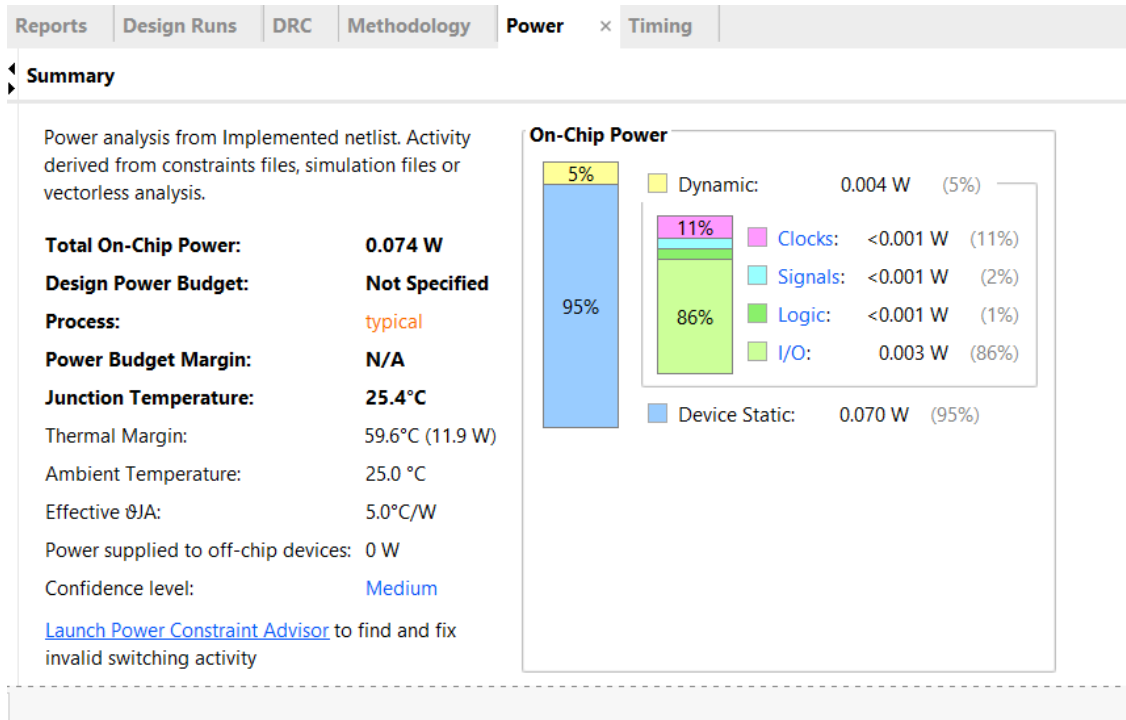 Reports Design Runs DRC Methodology Power × Timing
Summary
Power analysis from Implemented netlist. Activity
derived from constraints files, simulation files or
vectorless analysis.
Total On-Chip Power: 0.074 W
Design Power Budget: Not Specified
Process: typical
Power Budget Margin: N/A
Junction Temperature: 25.4°C
Thermal Margin: 59.6°C (11.9 W)
Ambient Temperature: 25.0 °C
Effective ϑJA: 5.0°C/W
Power supplied to off-chip devices: 0 W
Confidence level: Medium
Launch Power Constraint Advisor to find and fix
invalid switching activity
On-Chip Power
5%
95%
Dynamic: 0.004 W (5%)
11%
86%
Clocks: <0.001 W (11%)
Signals: <0.001 W (2%)
Logic: <0.001 W (1%)
I/O: 0.003 W (86%)
Device Static: 0.070 W (95%)